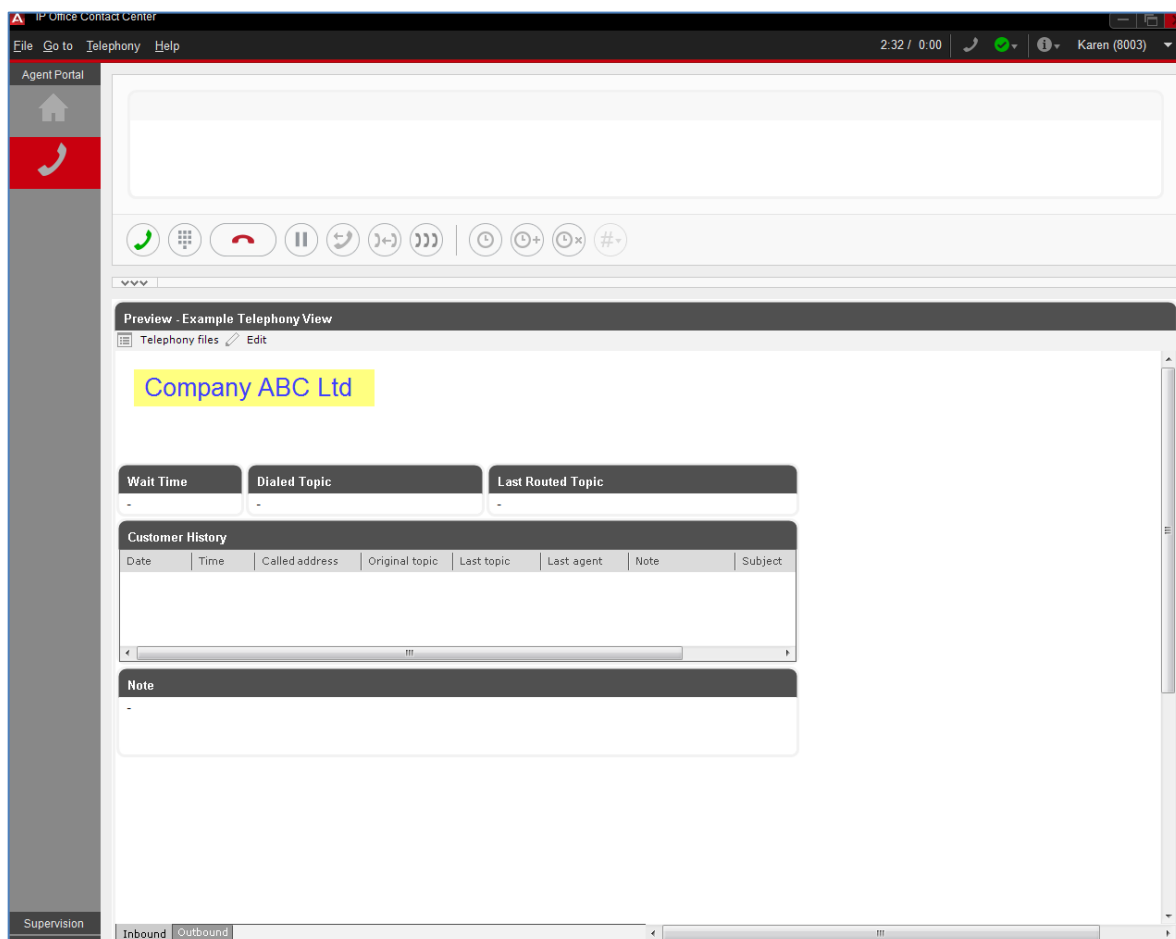 IP Office Contact Center
File Go to Telephony Help 2:32 / 0:00 Karen (8003)
Agent Portal
Preview - Example Telephony View
Telephony files Edit
Company ABC Ltd
Wait Time Dialed Topic Last Routed Topic
- - -
Customer History
Date Time Called address Original topic Last topic Last agent Note Subject
Note
-
Supervision
Inbound Outbound